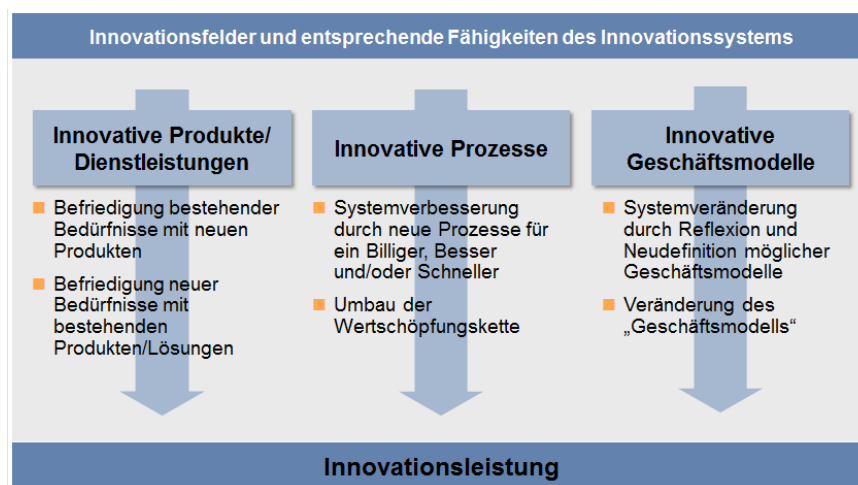 Innovationsfelder und entsprechende Fähigkeiten des Innovationssystems
Innovative Produkte/
Dienstleistungen
Befriedigung bestehender
Bedürfnisse mit neuen
Produkten
Befriedigung neuer
Bedürfnisse mit
bestehenden
Produkten/Lösungen
Innovative Prozesse
Systemverbesserung
durch neue Prozesse für
ein Billiger, Besser
und/oder Schneller
Umbau der
Wertschöpfungskette
Innovative
Geschäftsmodelle
Systemveränderung
durch Reflexion und
Neudefinition möglicher
Geschäftsmodelle
Veränderung des
„Geschäftsmodells“
Innovationsleistung